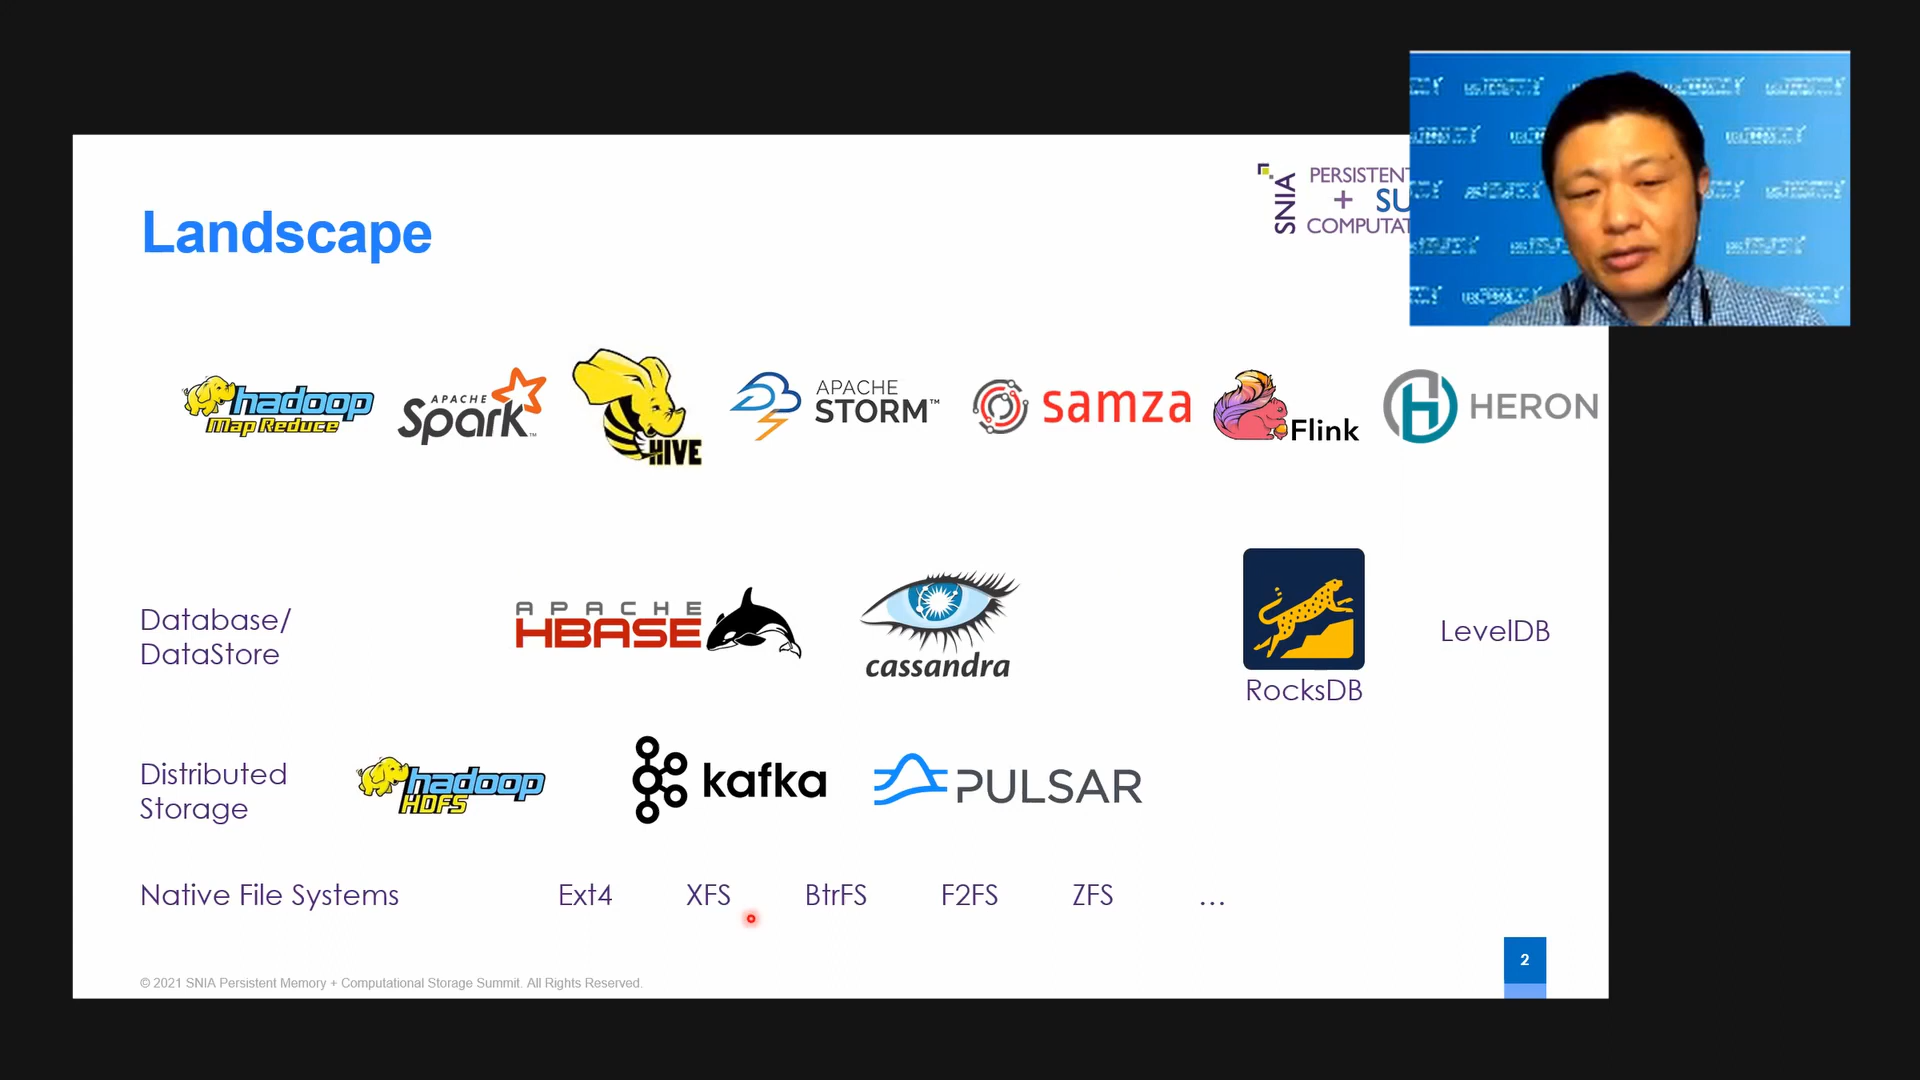 Landscape
SNIA
PERSISTENT
+ SU
COMPUTAT
hadoop
Map Reduce
APACHE
Spark™
HIVE
APACHE
STORM™
samza
Flink
HERON
Database/
DataStore
APACHE
HBASE
cassandra
RocksDB
LevelDB
Distributed
Storage
hadoop
HDFS
kafka
PULSAR
Native File Systems
Ext4 XFS BtrFS F2FS ZFS ...
© 2021 SNIA Persistent Memory + Computational Storage Summit. All Rights Reserved.
2